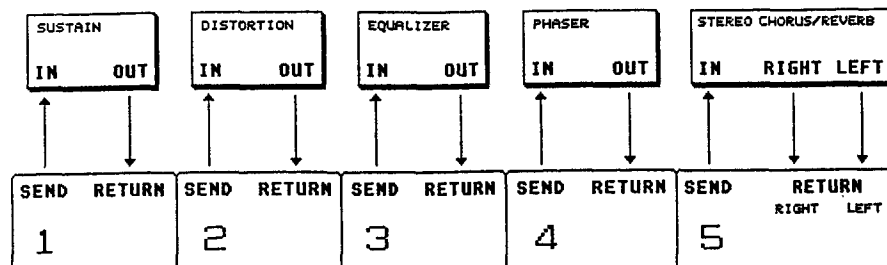 SUSTAIN
IN OUT
DISTORTION
IN OUT
EQUALIZER
IN OUT
PHASER
IN OUT
STEREO CHORUS/REVERB
IN RIGHT LEFT
SEND RETURN
1
SEND RETURN
2
SEND RETURN
3
SEND RETURN
4
SEND RETURN
RIGHT LEFT
5